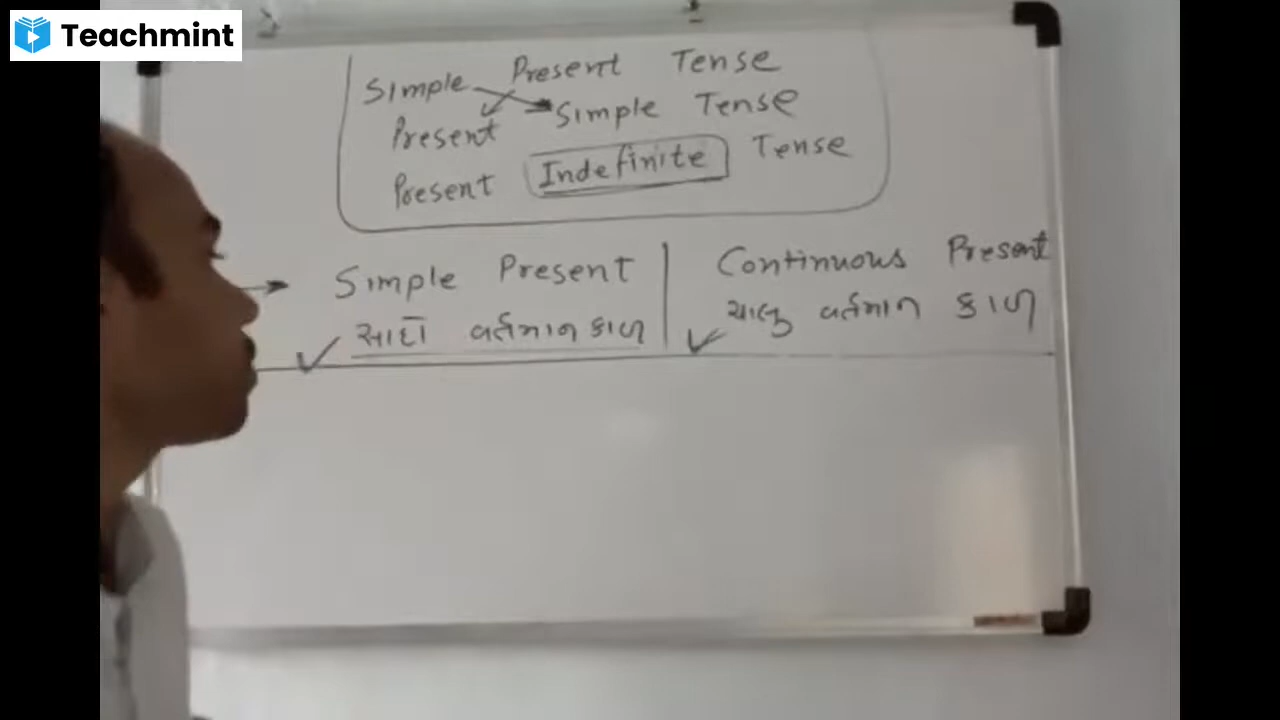 Teachmint
Simple Present Tense
Present Simple Tense
Present Indefinite Tense
Simple Present
સાદો વર્તમાન કાળ
Continuous Present
ચાલુ વર્તમાન કાળ